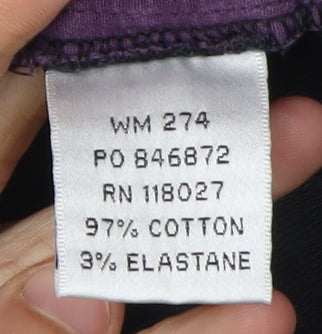 WM 274
PO 846872
RN 118027
97% COTTON
3% ELASTANE